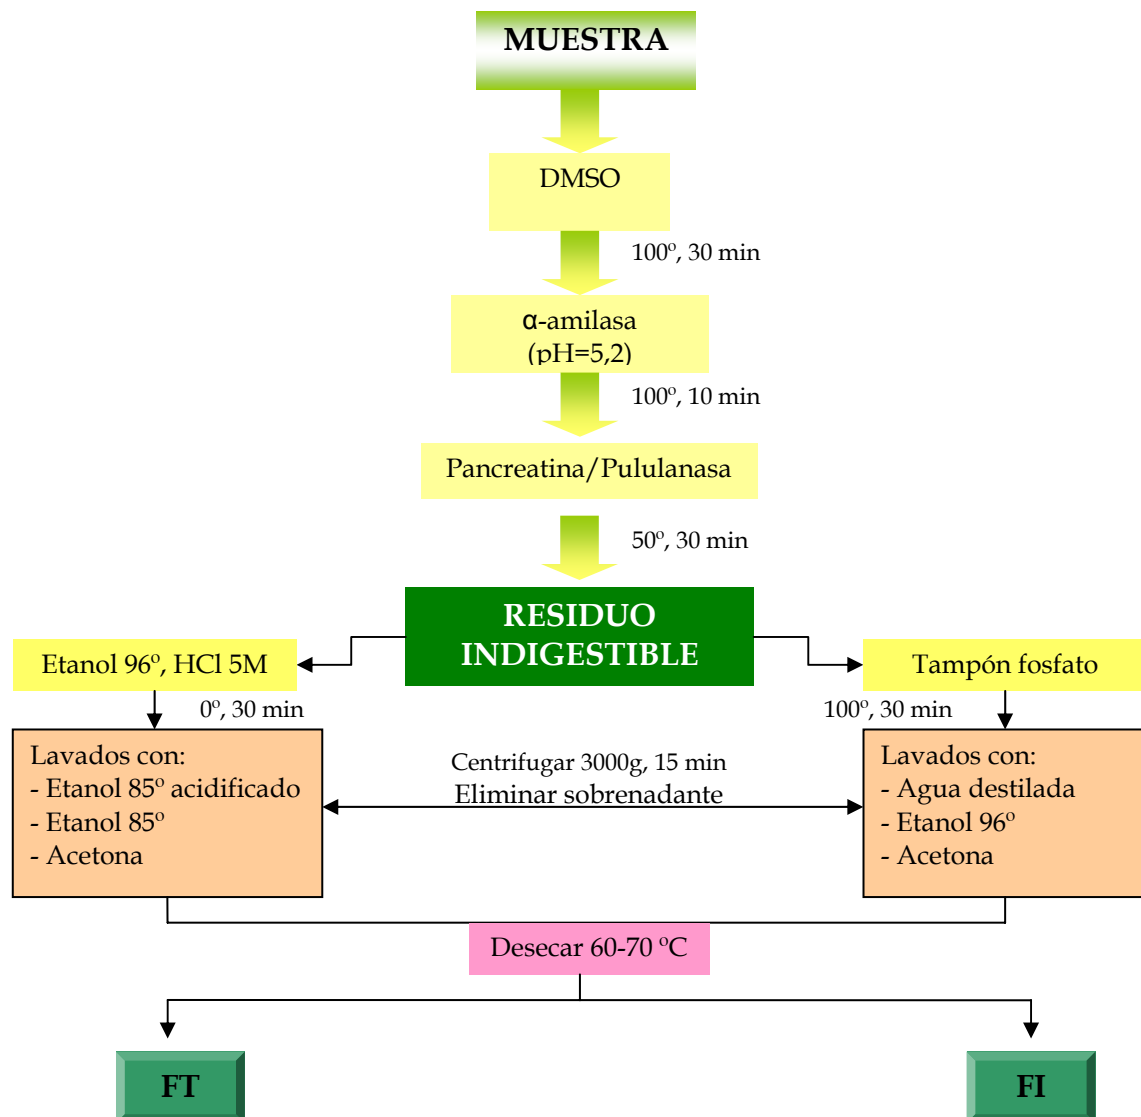 MUESTRA
DMSO
100º, 30 min
α-amilasa
(pH=5,2)
100º, 10 min
Pancreatina/Pululanasa
50º, 30 min
RESIDUO
INDIGESTIBLE
Etanol 96º, HCl 5M
Tampón fosfato
0º, 30 min
100º, 30 min
Lavados con:
- Etanol 85º acidificado
- Etanol 85º
- Acetona
Centrifugar 3000g, 15 min
Eliminar sobrenadante
Lavados con:
- Agua destilada
- Etanol 96º
- Acetona
Desecar 60-70 ºC
FT
FI